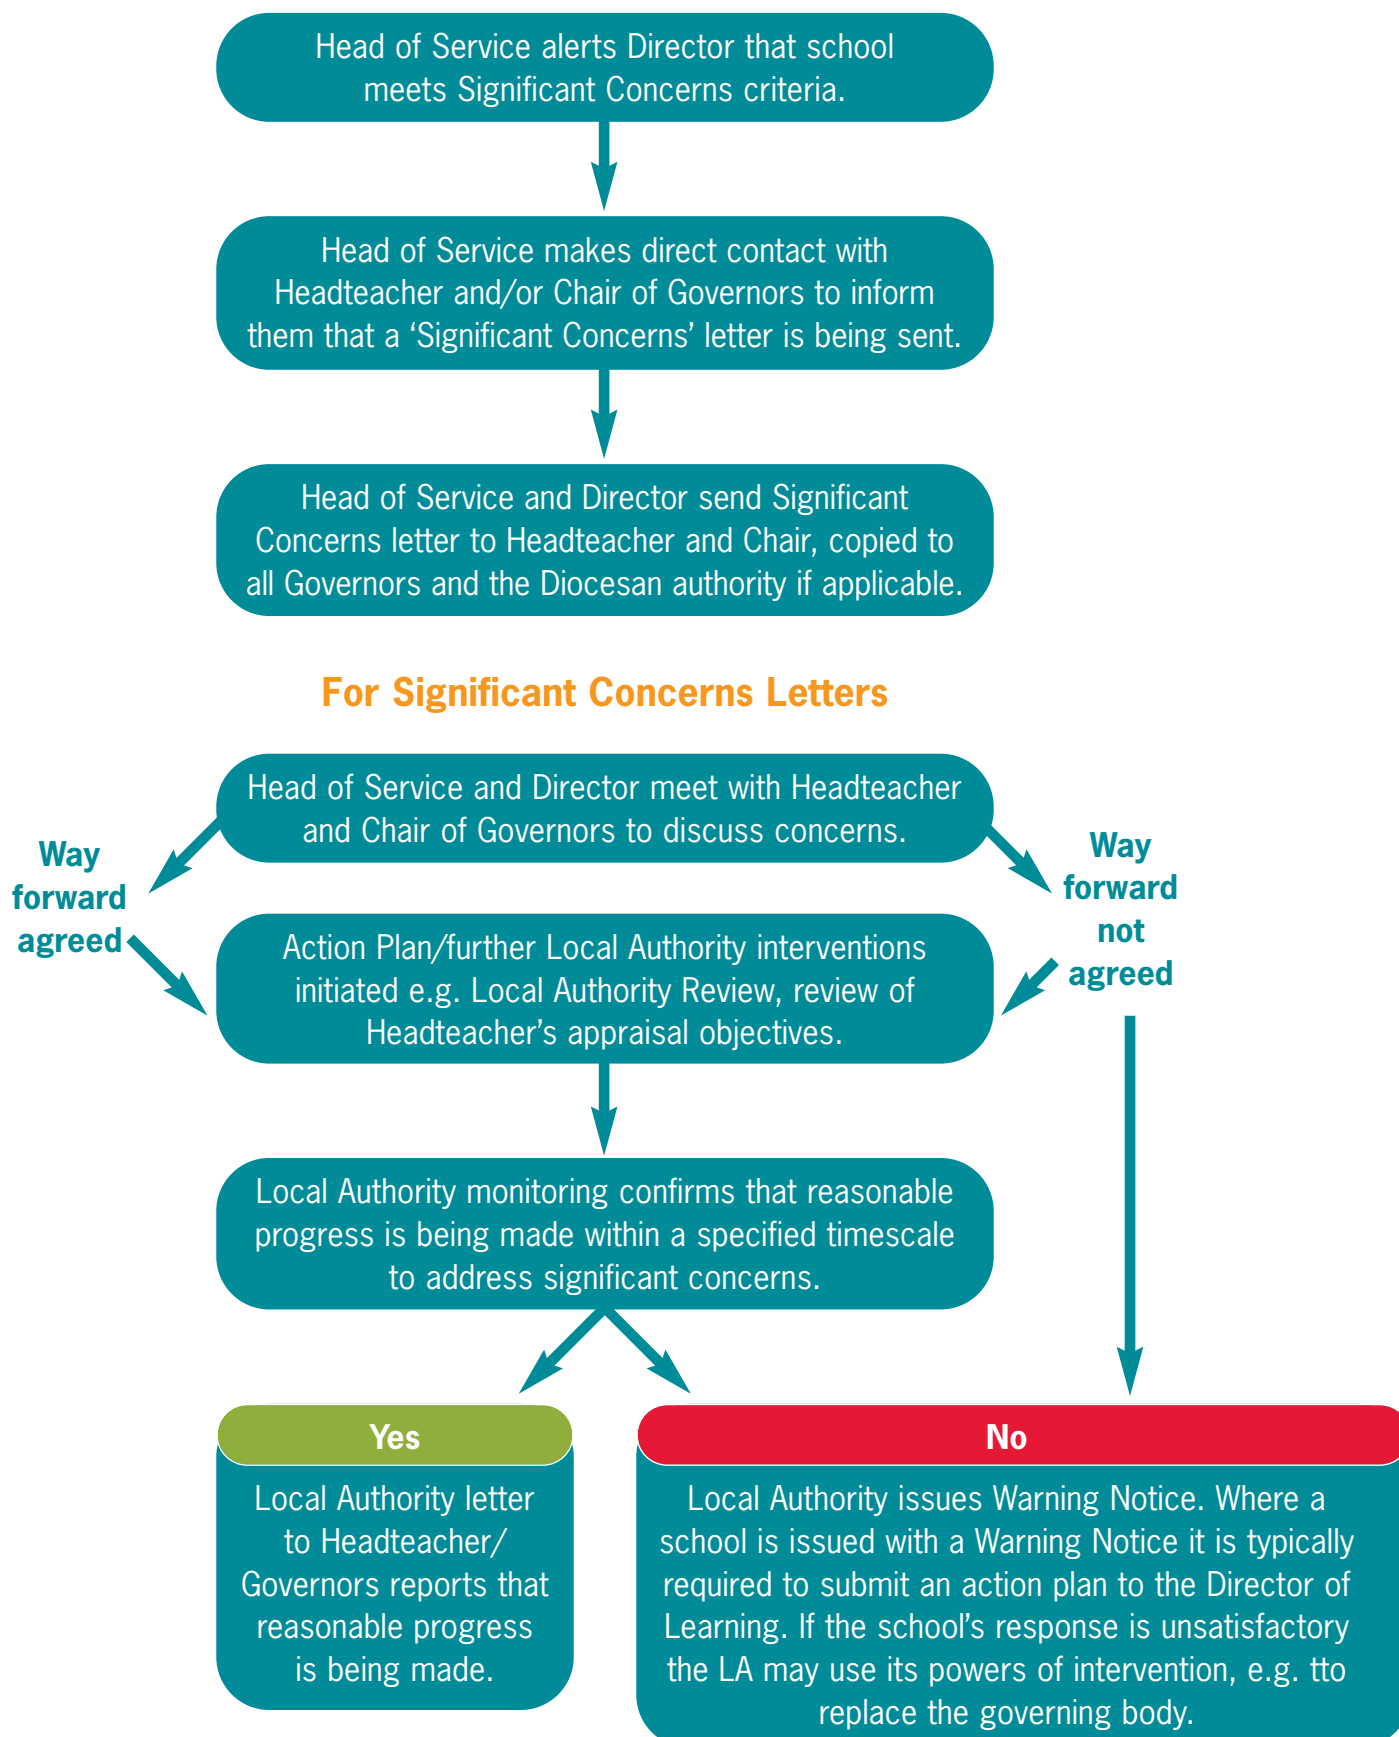 Head of Service alerts Director that school
meets Significant Concerns criteria.
Head of Service makes direct contact with
Headteacher and/or Chair of Governors to inform
them that a ‘Significant Concerns’ letter is being sent.
Head of Service and Director send Significant
Concerns letter to Headteacher and Chair, copied to
all Governors and the Diocesan authority if applicable.
For Significant Concerns Letters
Head of Service and Director meet with Headteacher
and Chair of Governors to discuss concerns.
Way
forward
agreed
Way
forward
not
agreed
Action Plan/further Local Authority interventions
initiated e.g. Local Authority Review, review of
Headteacher’s appraisal objectives.
Local Authority monitoring confirms that reasonable
progress is being made within a specified timescale
to address significant concerns.
Yes
Local Authority letter
to Headteacher/
Governors reports that
reasonable progress
is being made.
No
Local Authority issues Warning Notice. Where a
school is issued with a Warning Notice it is typically
required to submit an action plan to the Director of
Learning. If the school’s response is unsatisfactory
the LA may use its powers of intervention, e.g. tto
replace the governing body.